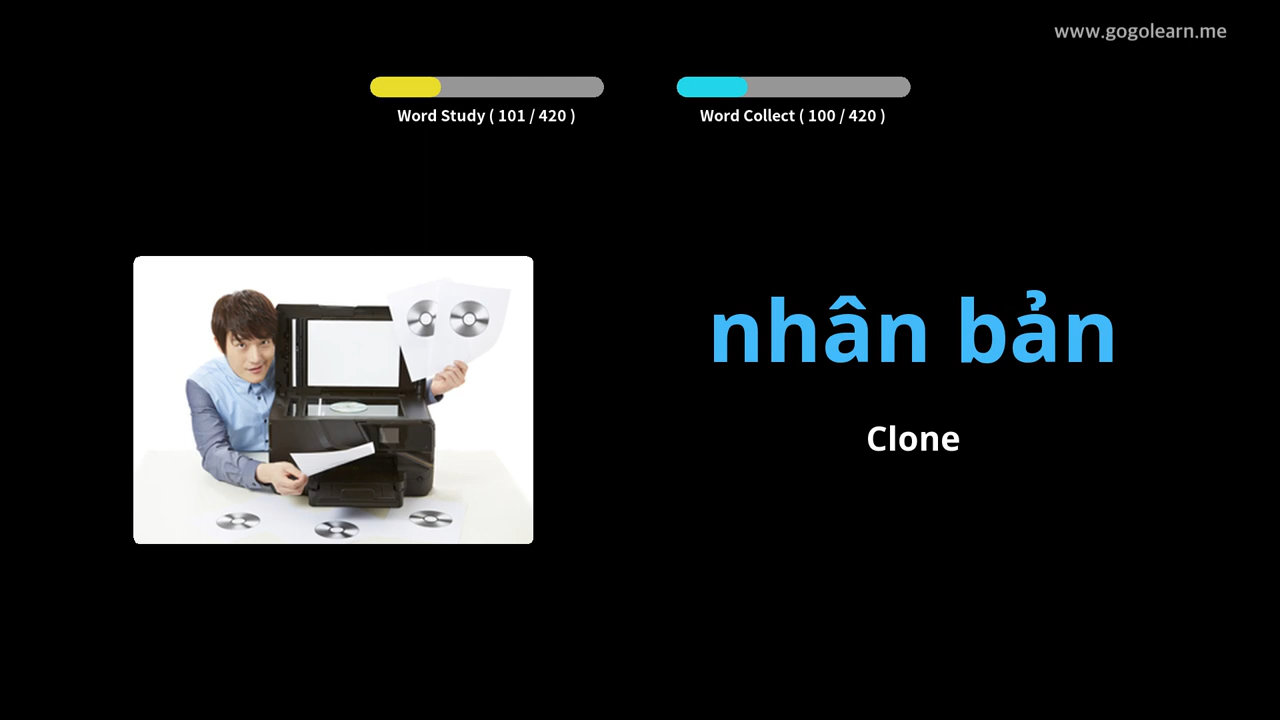 www.gogolearn.me
Word Study ( 101 / 420 )
Word Collect ( 100 / 420 )
nhân bản
Clone